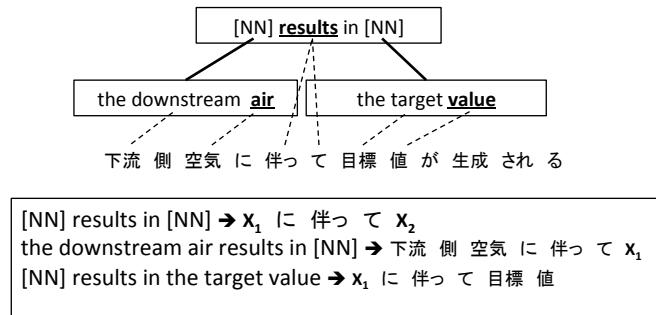 [NN] results in [NN]
the downstream air
the target value
下流 側 空気 に 伴っ て 目標 値 が 生成 され る
[NN] results in [NN] ➔ X₁ に 伴っ て X₂
the downstream air results in [NN] ➔ 下流 側 空気 に 伴っ て X₁
[NN] results in the target value ➔ X₁ に 伴っ て 目標 値